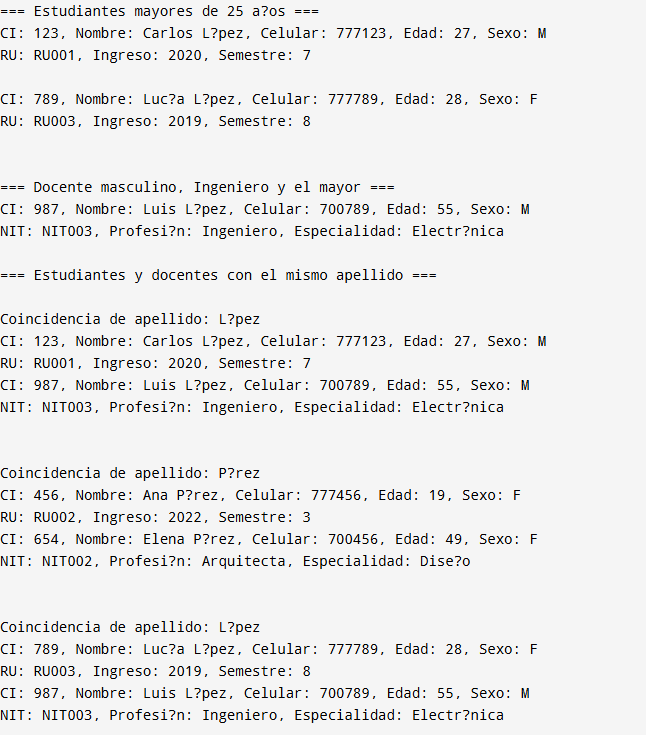 === Estudiantes mayores de 25 a?os ===
CI: 123, Nombre: Carlos L?pez, Celular: 777123, Edad: 27, Sexo: M
RU: RU001, Ingreso: 2020, Semestre: 7
CI: 789, Nombre: Luc?a L?pez, Celular: 777789, Edad: 28, Sexo: F
RU: RU003, Ingreso: 2019, Semestre: 8
=== Docente masculino, Ingeniero y el mayor ===
CI: 987, Nombre: Luis L?pez, Celular: 700789, Edad: 55, Sexo: M
NIT: NIT003, Profesi?n: Ingeniero, Especialidad: Electr?nica
=== Estudiantes y docentes con el mismo apellido ===
Coincidencia de apellido: L?pez
CI: 123, Nombre: Carlos L?pez, Celular: 777123, Edad: 27, Sexo: M
RU: RU001, Ingreso: 2020, Semestre: 7
CI: 987, Nombre: Luis L?pez, Celular: 700789, Edad: 55, Sexo: M
NIT: NIT003, Profesi?n: Ingeniero, Especialidad: Electr?nica
Coincidencia de apellido: P?rez
CI: 456, Nombre: Ana P?rez, Celular: 777456, Edad: 19, Sexo: F
RU: RU002, Ingreso: 2022, Semestre: 3
CI: 654, Nombre: Elena P?rez, Celular: 700456, Edad: 49, Sexo: F
NIT: NIT002, Profesi?n: Arquitecta, Especialidad: Dise?o
Coincidencia de apellido: L?pez
CI: 789, Nombre: Luc?a L?pez, Celular: 777789, Edad: 28, Sexo: F
RU: RU003, Ingreso: 2019, Semestre: 8
CI: 987, Nombre: Luis L?pez, Celular: 700789, Edad: 55, Sexo: M
NIT: NIT003, Profesi?n: Ingeniero, Especialidad: Electr?nica